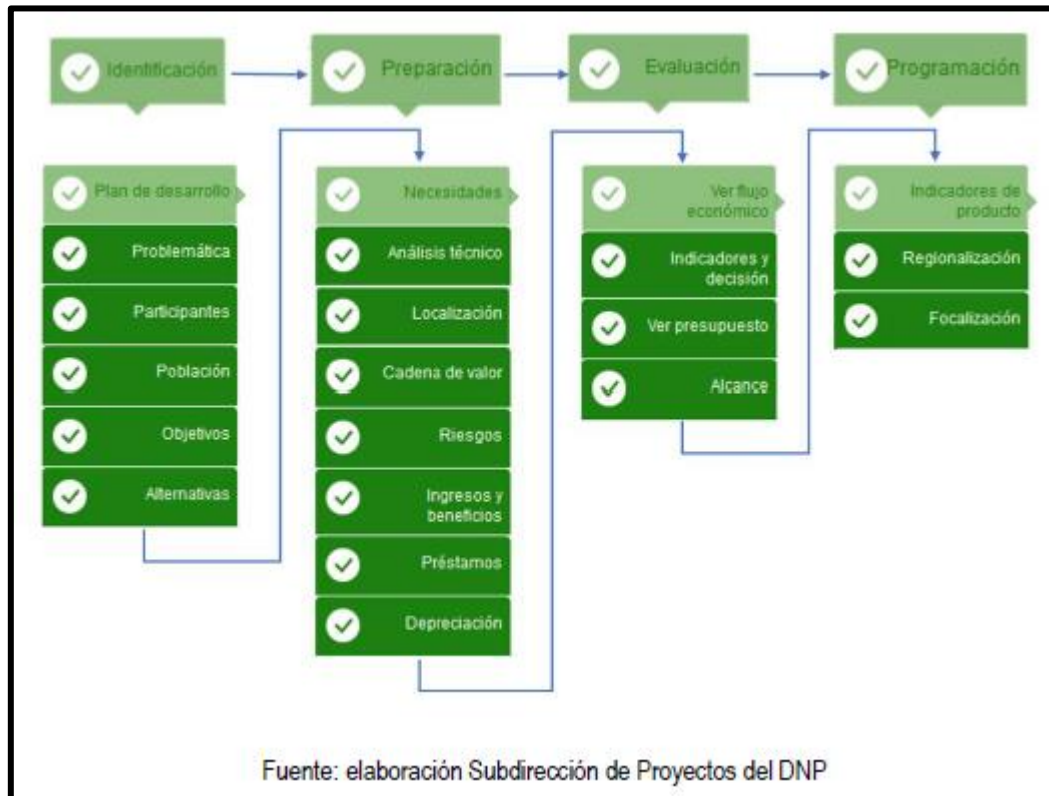 Identificación
Preparación
Evaluación
Programación
Plan de desarrollo
Problemática
Participantes
Población
Objetivos
Alternativas
Necesidades
Análisis técnico
Localización
Cadena de valor
Riesgos
Ingresos y
beneficios
Préstamos
Depreciación
Ver flujo
económico
Indicadores y
decisión
Ver presupuesto
Alcance
Indicadores de
producto
Regionalización
Focalización
Fuente: elaboración Subdirección de Proyectos del DNP